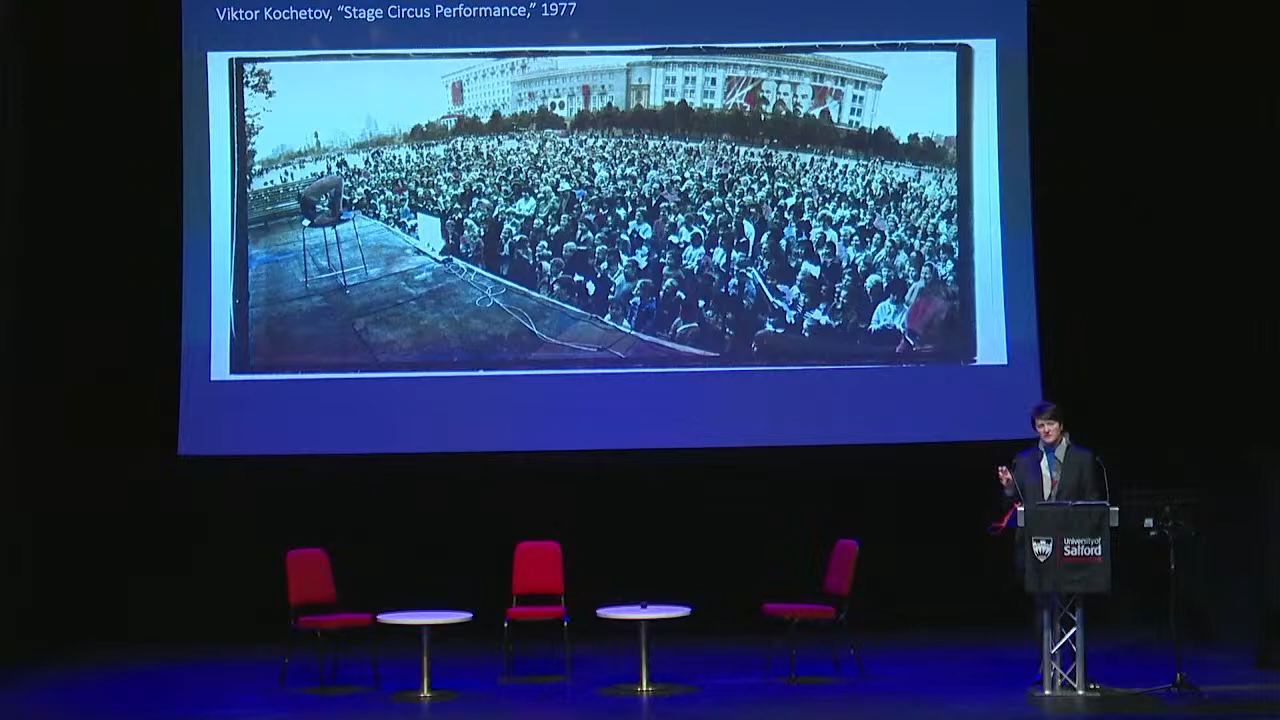 Viktor Kochetov, “Stage Circus Performance,” 1977
University of
Salford